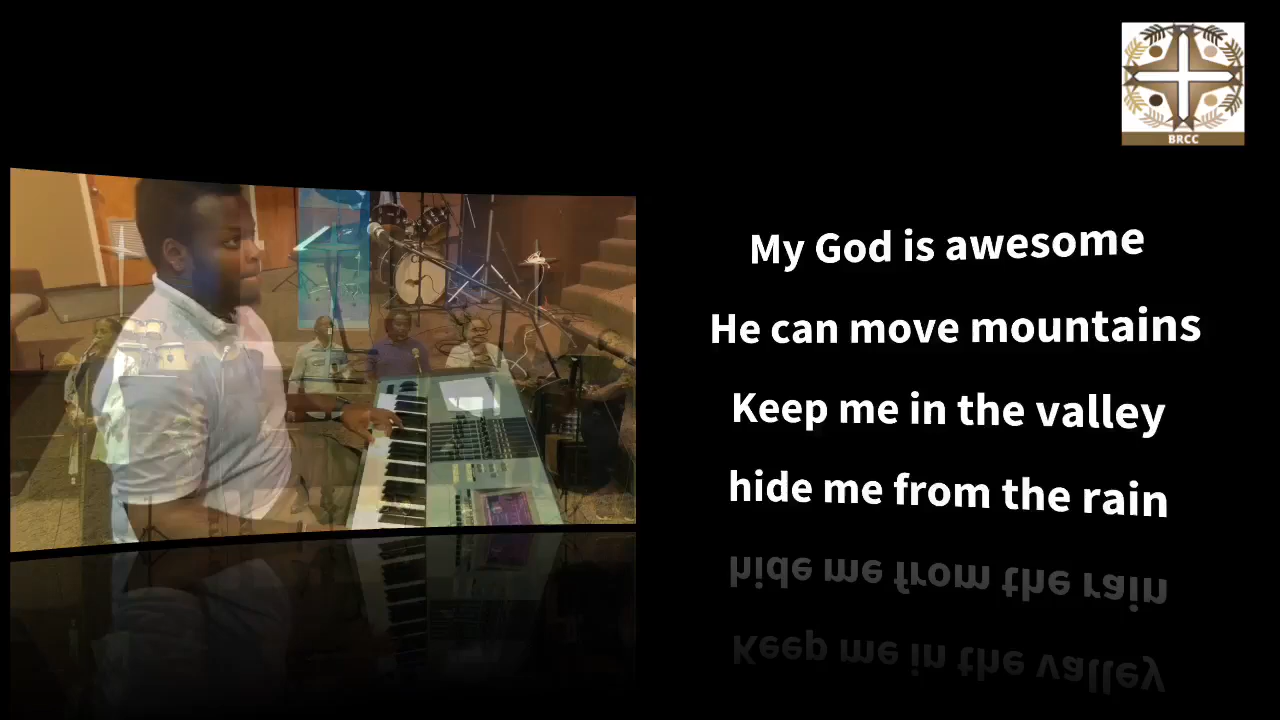 BRCC
My God is awesome
He can move mountains
Keep me in the valley
hide me from the rain